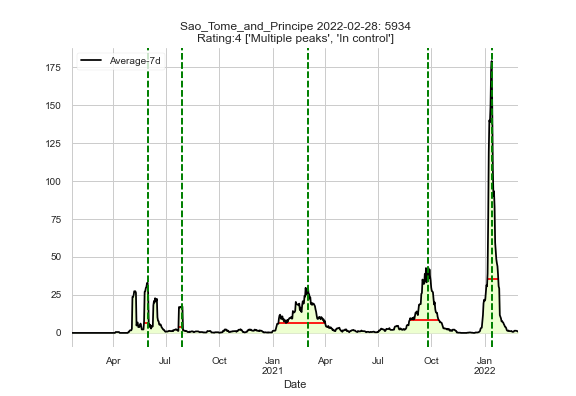 Sao_Tome_and_Principe 2022-02-28: 5934
Rating:4 ['Multiple peaks', 'In control']
Average-7d
175
150
125
100
75
50
25
0
Apr Jul Oct Jan Apr Jul Oct Jan
2021 2022
Date